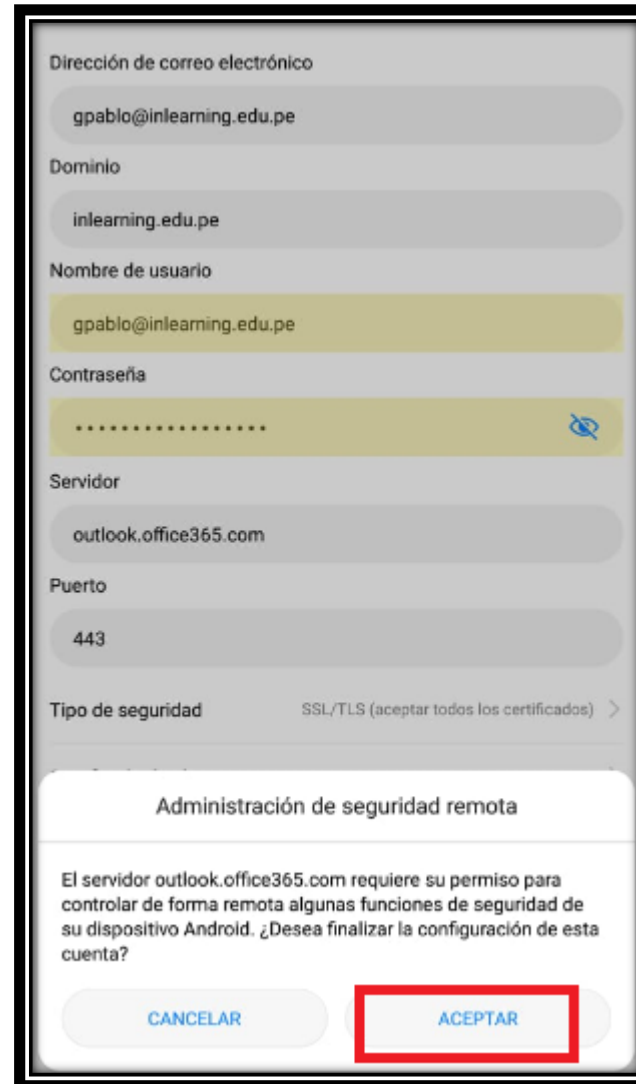 Dirección de correo electrónico
gpablo@inlearning.edu.pe
Dominio
inlearning.edu.pe
Nombre de usuario
gpablo@inlearning.edu.pe
Contraseña
•••••••••••••••••
Servidor
outlook.office365.com
Puerto
443
Tipo de seguridad SSL/TLS (aceptar todos los certificados)
Administración de seguridad remota
El servidor outlook.office365.com requiere su permiso para
controlar de forma remota algunas funciones de seguridad de
su dispositivo Android. ¿Desea finalizar la configuración de esta
cuenta?
CANCELAR ACEPTAR